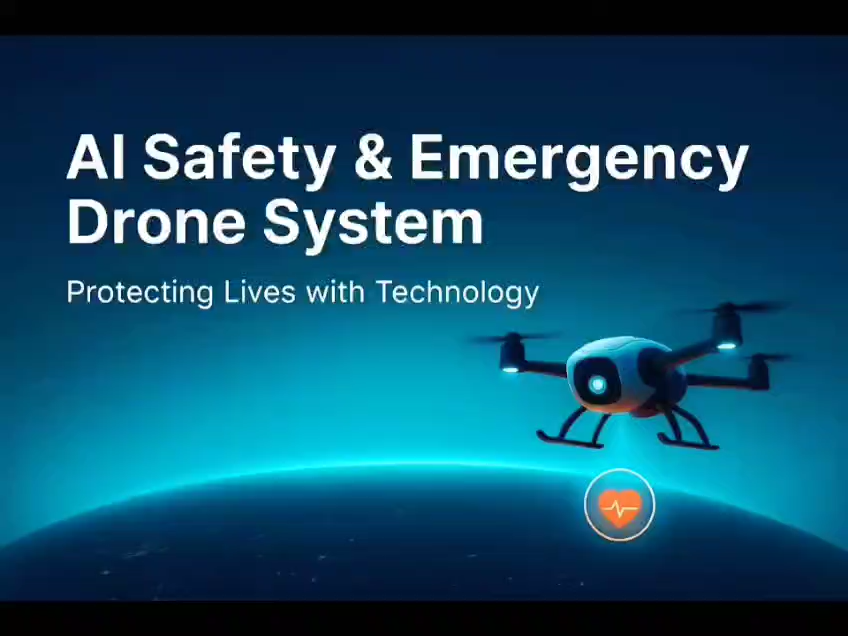 AI Safety & Emergency
Drone System
Protecting Lives with Technology